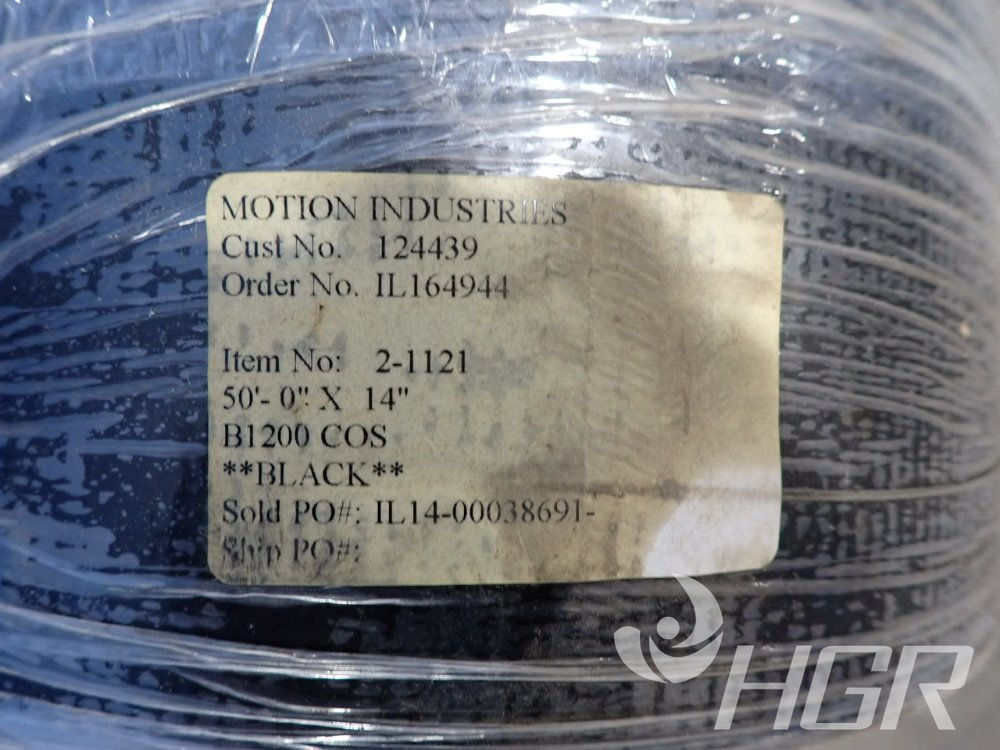 MOTION INDUSTRIES
Cust No. 124439
Order No. IL164944
Item No: 2-1121
50'- 0" X 14"
B1200 COS
**BLACK**
Sold PO#: IL14-00038691-
Ship PO#:
HGR